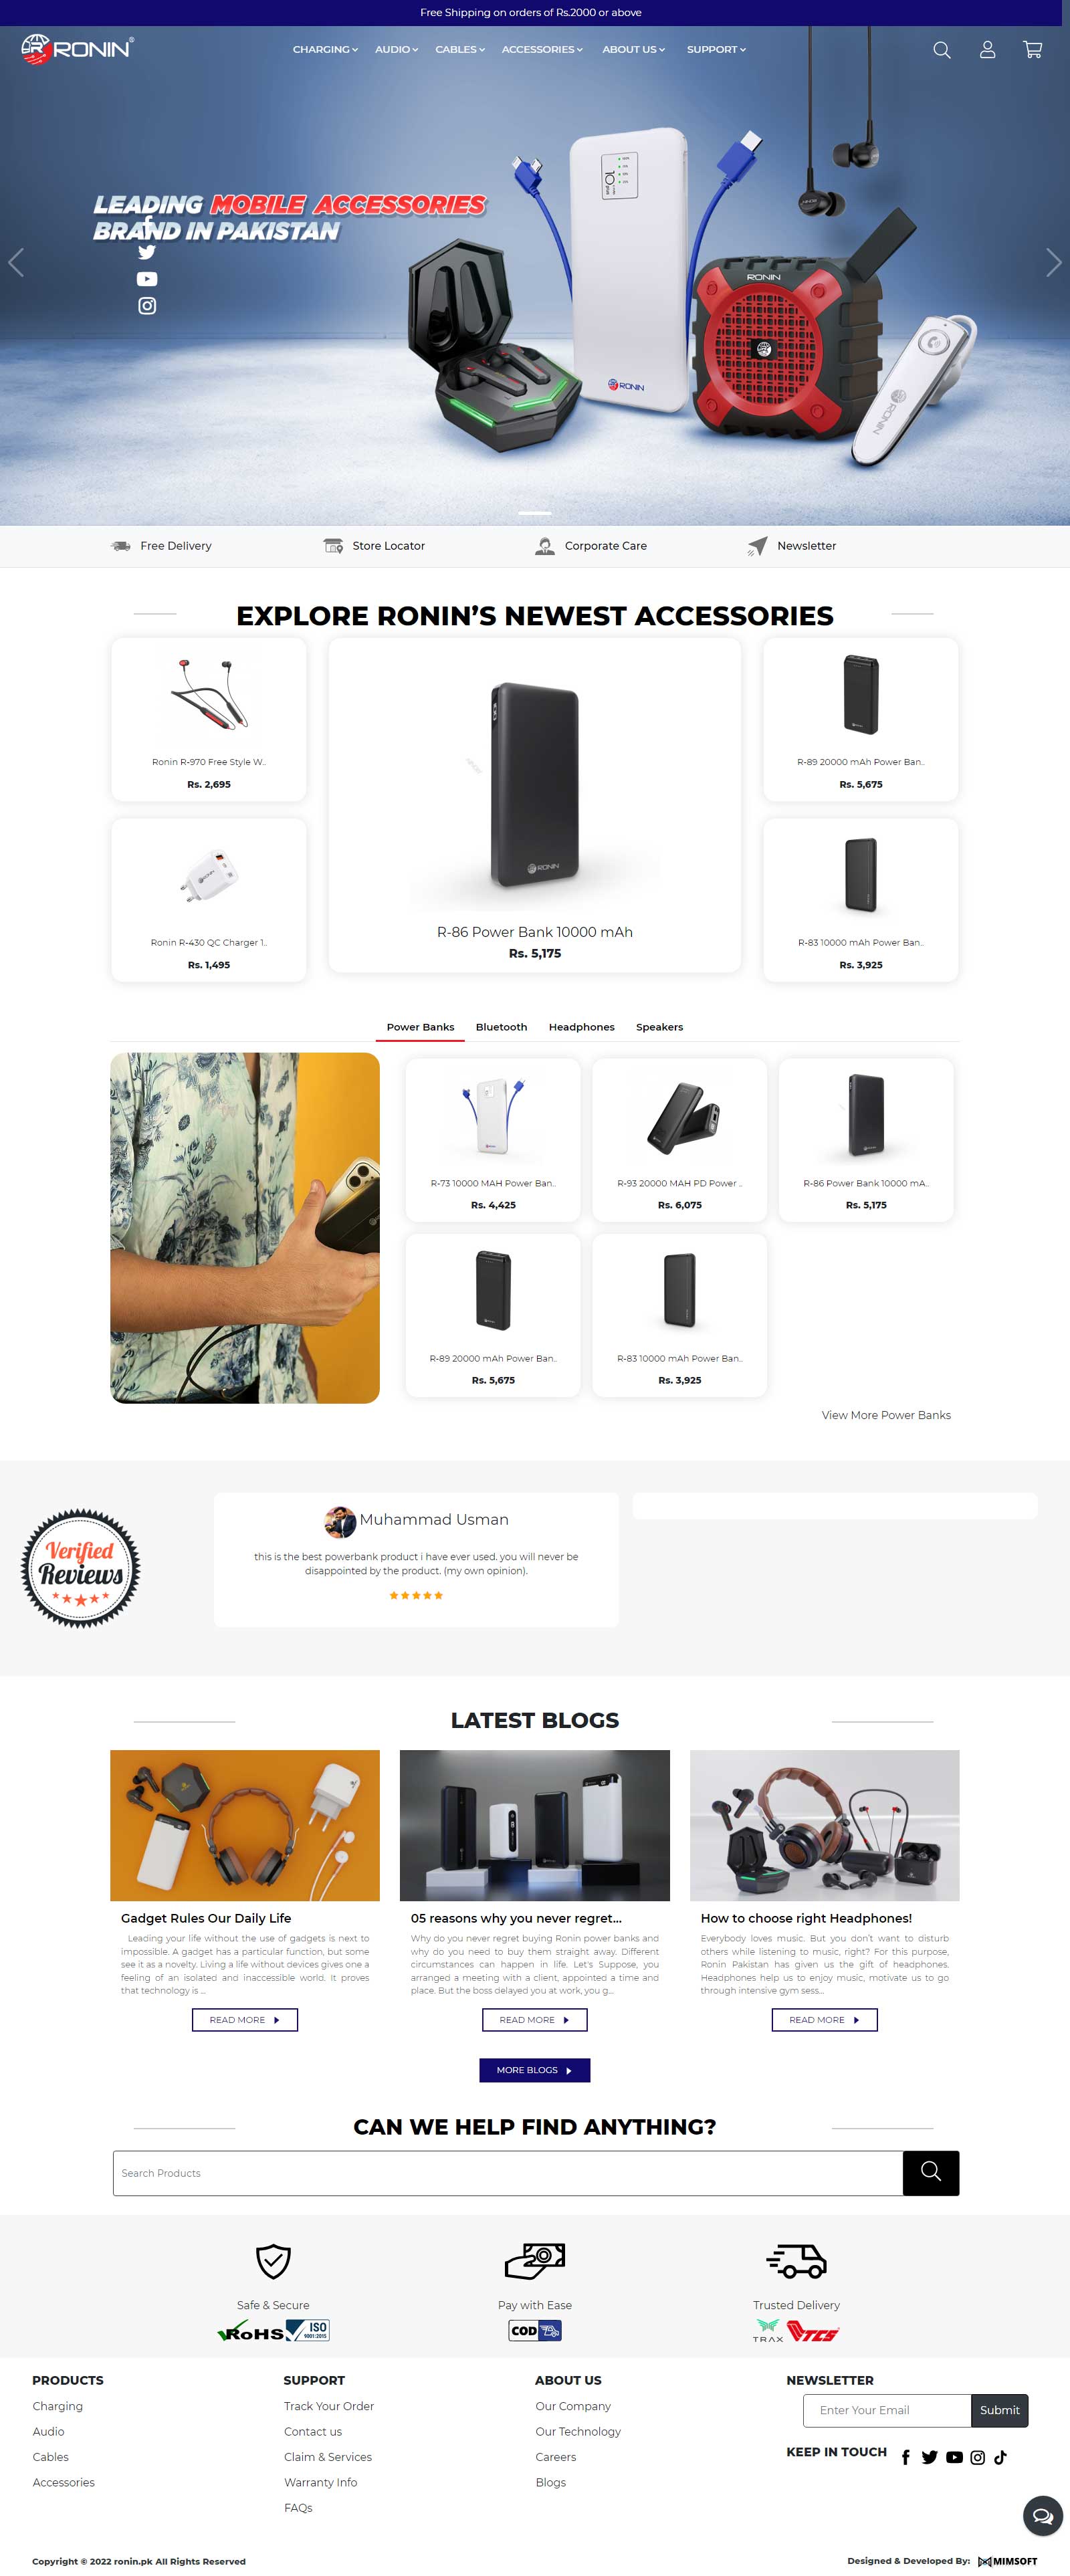 Free Shipping on orders of Rs.2000 or above
RONIN®
CHARGING
AUDIO
CABLES
ACCESSORIES
ABOUT US
SUPPORT
LEADING MOBILE ACCESSORIES
BRAND IN PAKISTAN
RONIN
RONIN
RONIN
Free Delivery
Store Locator
Corporate Care
Newsletter
EXPLORE RONIN’S NEWEST ACCESSORIES
Ronin R-970 Free Style W..
Rs. 2,695
Ronin R-430 QC Charger 1..
Rs. 1,495
RONIN
R-86 Power Bank 10000 mAh
Rs. 5,175
R-89 20000 mAh Power Ban..
Rs. 5,675
R-83 10000 mAh Power Ban..
Rs. 3,925
Power Banks
Bluetooth
Headphones
Speakers
R-73 10000 MAH Power Ban..
Rs. 4,425
R-93 20000 MAH PD Power ..
Rs. 6,075
R-86 Power Bank 10000 mA..
Rs. 5,175
R-89 20000 mAh Power Ban..
Rs. 5,675
R-83 10000 mAh Power Ban..
Rs. 3,925
View More Power Banks
Verified
Reviews
Muhammad Usman
this is the best powerbank product i have ever used. you will never be
disappointed by the product. (my own opinion).
LATEST BLOGS
Gadget Rules Our Daily Life
Leading your life without the use of gadgets is next to
impossible. A gadget has a particular function, but some
see it as a novelty. Living a life without devices gives one a
feeling of an isolated and inaccessible world. It proves
that technology is ...
READ MORE
05 reasons why you never regret...
Why do you never regret buying Ronin power banks and
why do you need to buy them straight away. Different
circumstances can happen in life. Let's Suppose, you
arranged a meeting with a client, appointed a time and
place. But the boss delayed you at work, you g...
READ MORE
How to choose right Headphones!
Everybody loves music. But you don’t want to disturb
others while listening to music, right? For this purpose,
Ronin Pakistan has given us the gift of headphones.
Headphones help us to enjoy music, motivate us to go
through intensive gym sess...
READ MORE
MORE BLOGS
CAN WE HELP FIND ANYTHING?
Search Products
Safe & Secure
RoHS
ISO
9001:2015
Pay with Ease
COD
Trusted Delivery
TRAX
TCS
PRODUCTS
Charging
Audio
Cables
Accessories
SUPPORT
Track Your Order
Contact us
Claim & Services
Warranty Info
FAQs
ABOUT US
Our Company
Our Technology
Careers
Blogs
NEWSLETTER
Enter Your Email
Submit
KEEP IN TOUCH
Copyright © 2022 ronin.pk All Rights Reserved
Designed & Developed By:
MIMSOFT